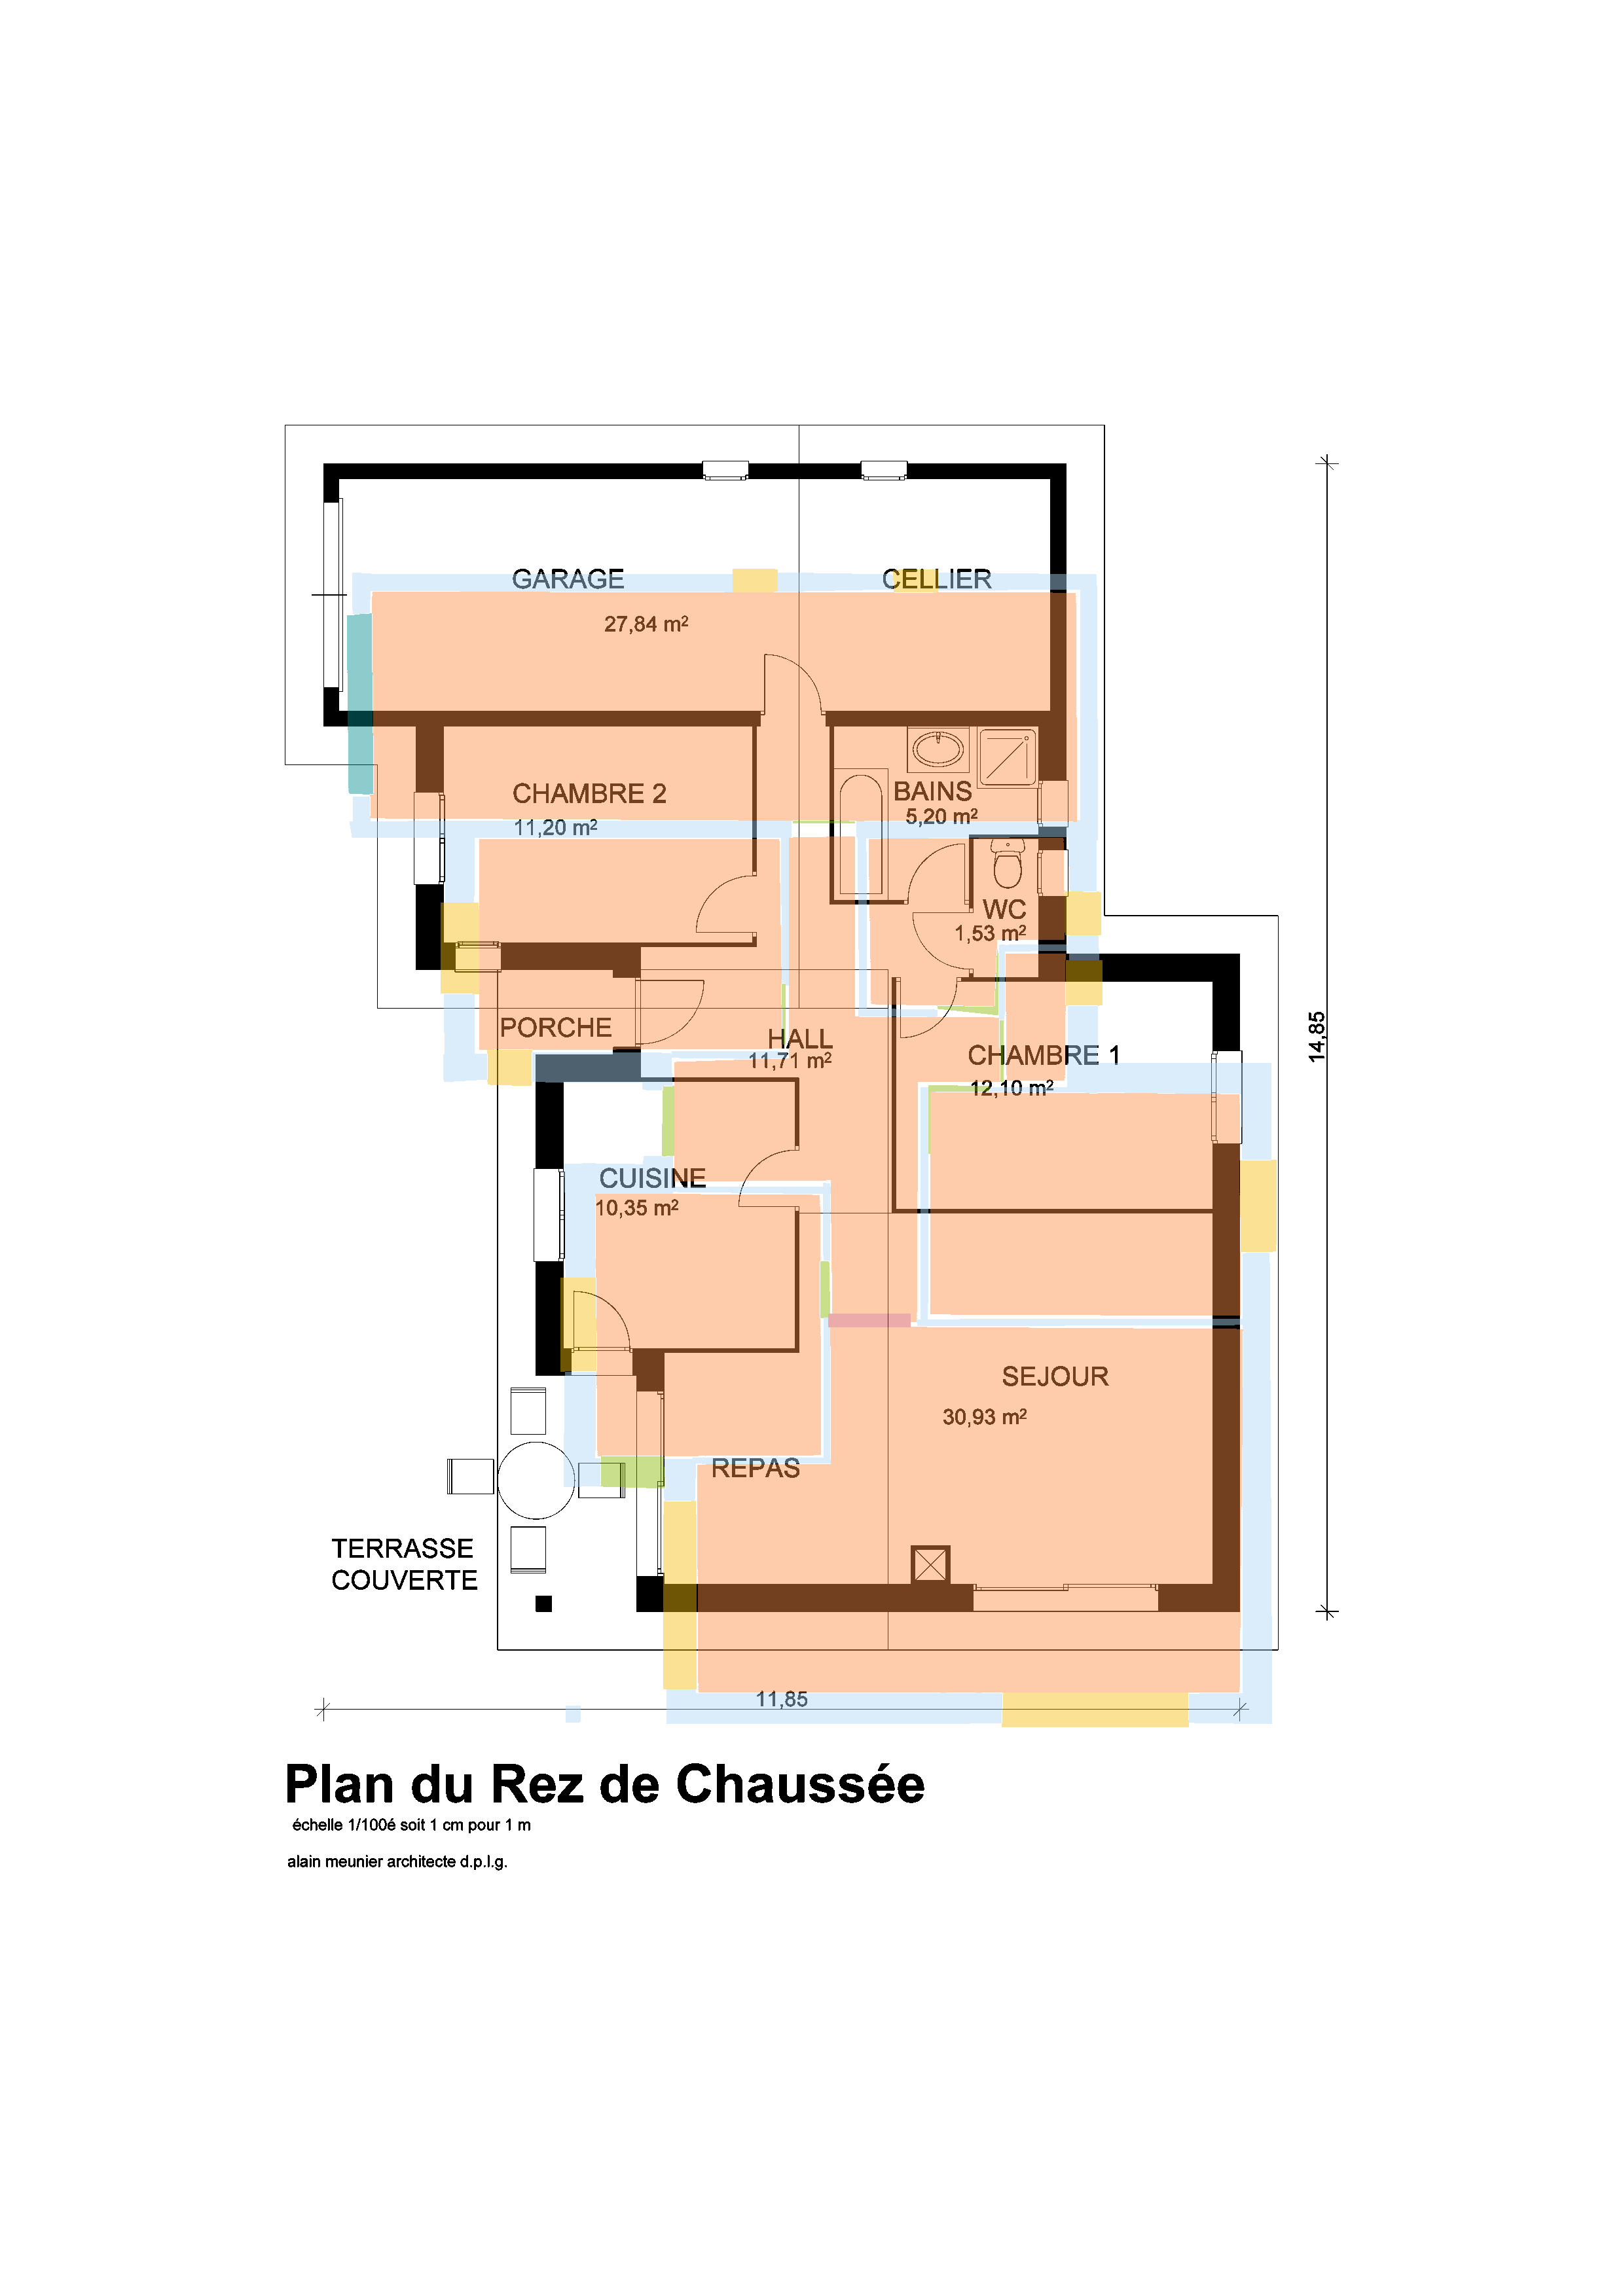 GARAGE
CELLIER
27,84 m²
CHAMBRE 2
11,20 m²
BAINS
5,20 m²
WC
1,53 m²
PORCHE
HALL
11,71 m²
CHAMBRE 1
12,10 m²
14,85
CUISINE
10,35 m²
SEJOUR
30,93 m²
REPAS
TERRASSE
COUVERTE
11,85
Plan du Rez de Chaussée
échelle 1/100é soit 1 cm pour 1 m
alain meunier architecte d.p.l.g.